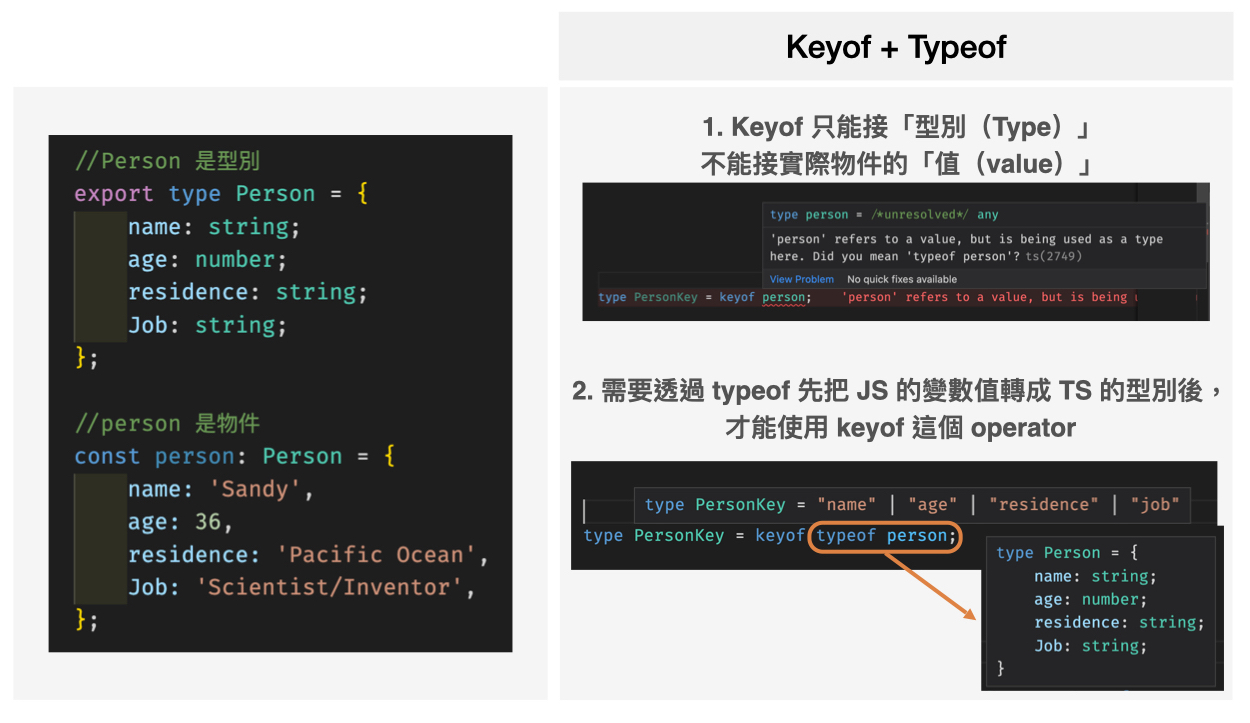 Keyof + Typeof
//Person 是型別
export type Person = {
name: string;
age: number;
residence: string;
Job: string;
};
//person 是物件
const person: Person = {
name: 'Sandy',
age: 36,
residence: 'Pacific Ocean',
Job: 'Scientist/Inventor',
};
1. Keyof 只能接「型別（Type）」
不能接實際物件的「值（value）」
type person = /*unresolved*/ any
'person' refers to a value, but is being used as a type
here. Did you mean 'typeof person'? ts(2749)
View Problem No quick fixes available
type PersonKey = keyof person; 'person' refers to a value, but is being
2. 需要透過 typeof 先把 JS 的變數值轉成 TS 的型別後，
才能使用 keyof 這個 operator
type PersonKey = "name" | "age" | "residence" | "job"
type PersonKey = keyof typeof person;
type Person = {
name: string;
age: number;
residence: string;
Job: string;
}